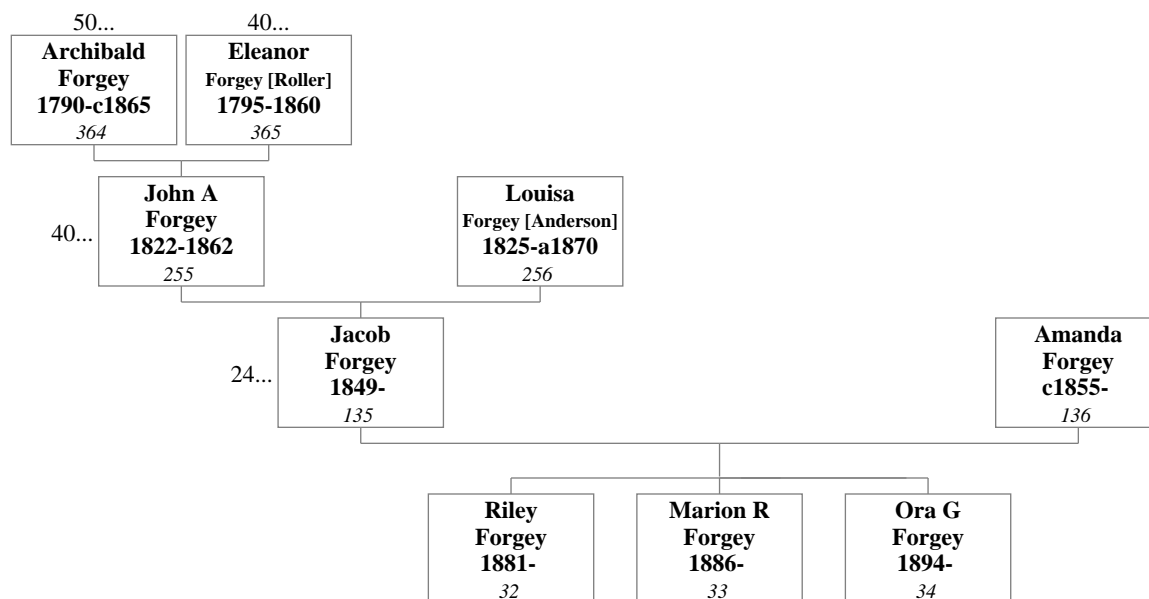 50...
40...
Archibald
Forgey
1790-c1865
364
Eleanor
Forgey [Roller]
1795-1860
365
40...
John A
Forgey
1822-1862
255
Louisa
Forgey [Anderson]
1825-a1870
256
24...
Jacob
Forgey
1849-
135
Amanda
Forgey
c1855-
136
Riley
Forgey
1881-
32
Marion R
Forgey
1886-
33
Ora G
Forgey
1894-
34